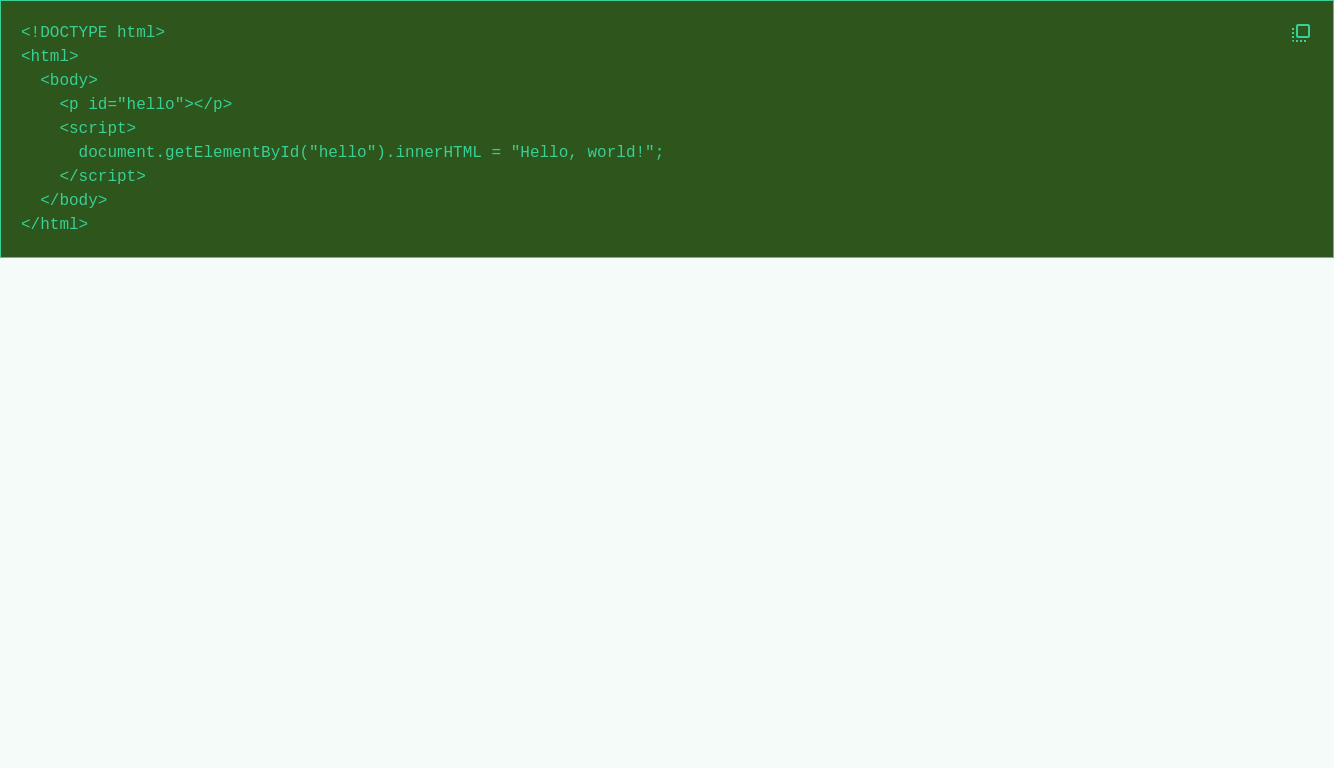 <!DOCTYPE html>
<html>
  <body>
    <p id="hello"></p>
    <script>
      document.getElementById("hello").innerHTML = "Hello, world!";
    </script>
  </body>
</html>